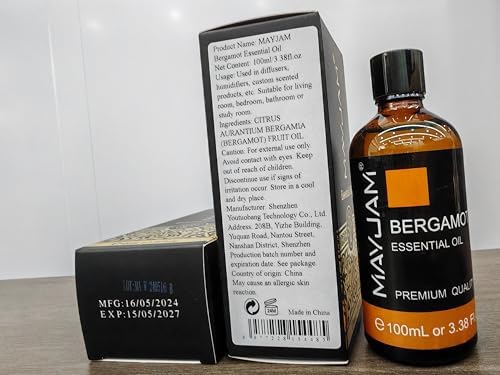 Product Name: MAYJAM
Bergamot Essential Oil
Net Content: 100ml/3.38fl.oz
Usage: Used in diffusers,
humidifiers, custom scented
products, etc. Suitable for living
room, bedroom, bathroom or
study room.
Ingredients: CITRUS
AURANTIUM BERGAMIA
(BERGAMOT) FRUIT OIL
Caution: For external use only.
Avoid contact with eyes. Keep
out of reach of children.
Discontinue use if signs of
irritation occur. Store in a cool
and dry place.
Manufacturer: Shenzhen
Youtuobang Technology Co., Ltd.
Address: 208B, Yizhe Building,
Yuquan Road, Nantou Street,
Nanshan District, Shenzhen
Production batch number and
expiration date: See package.
Country of origin: China
May cause an allergic skin
reaction.
24M
Made in China
MFG:16/05/2024
EXP:15/05/2027
MAYJAM®
BERGAMOT
ESSENTIAL OIL
PREMIUM QUALIT
e 100mL or 3.38 F